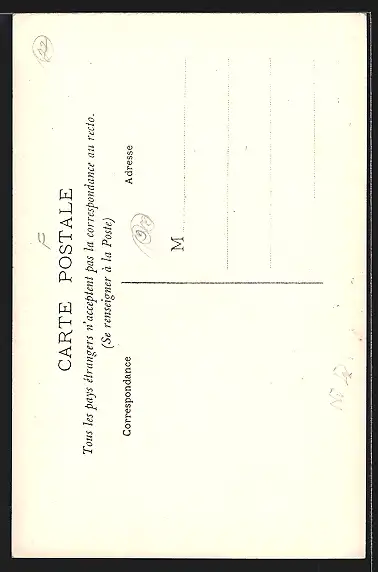 CARTE POSTALE
Tous les pays étrangers n'acceptent pas la correspondance au recto.
(Se renseigner à la Poste)
Correspondance
Adresse
M